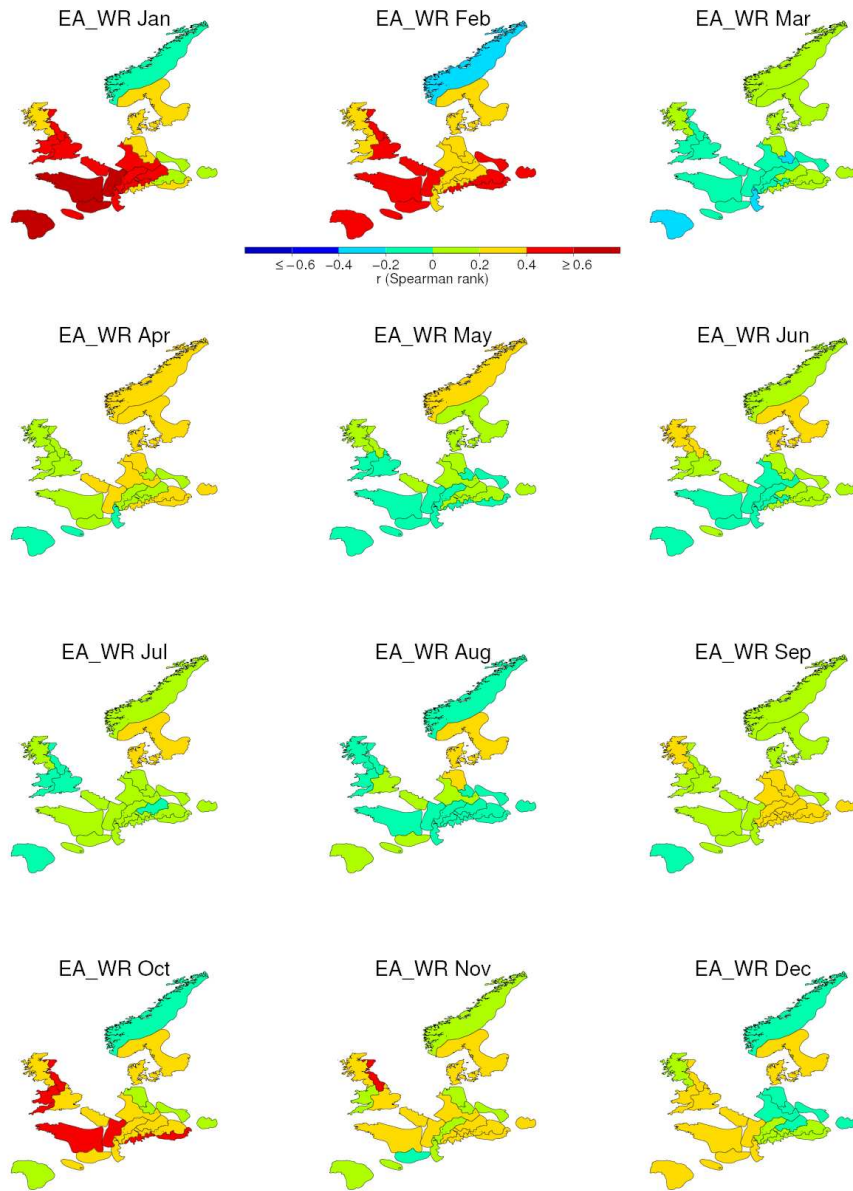 EA_WR Jan EA_WR Feb EA_WR Mar
≤−0.6 −0.4 −0.2 0 0.2 0.4 ≥0.6
r (Spearman rank)
EA_WR Apr EA_WR May EA_WR Jun
EA_WR Jul EA_WR Aug EA_WR Sep
EA_WR Oct EA_WR Nov EA_WR Dec